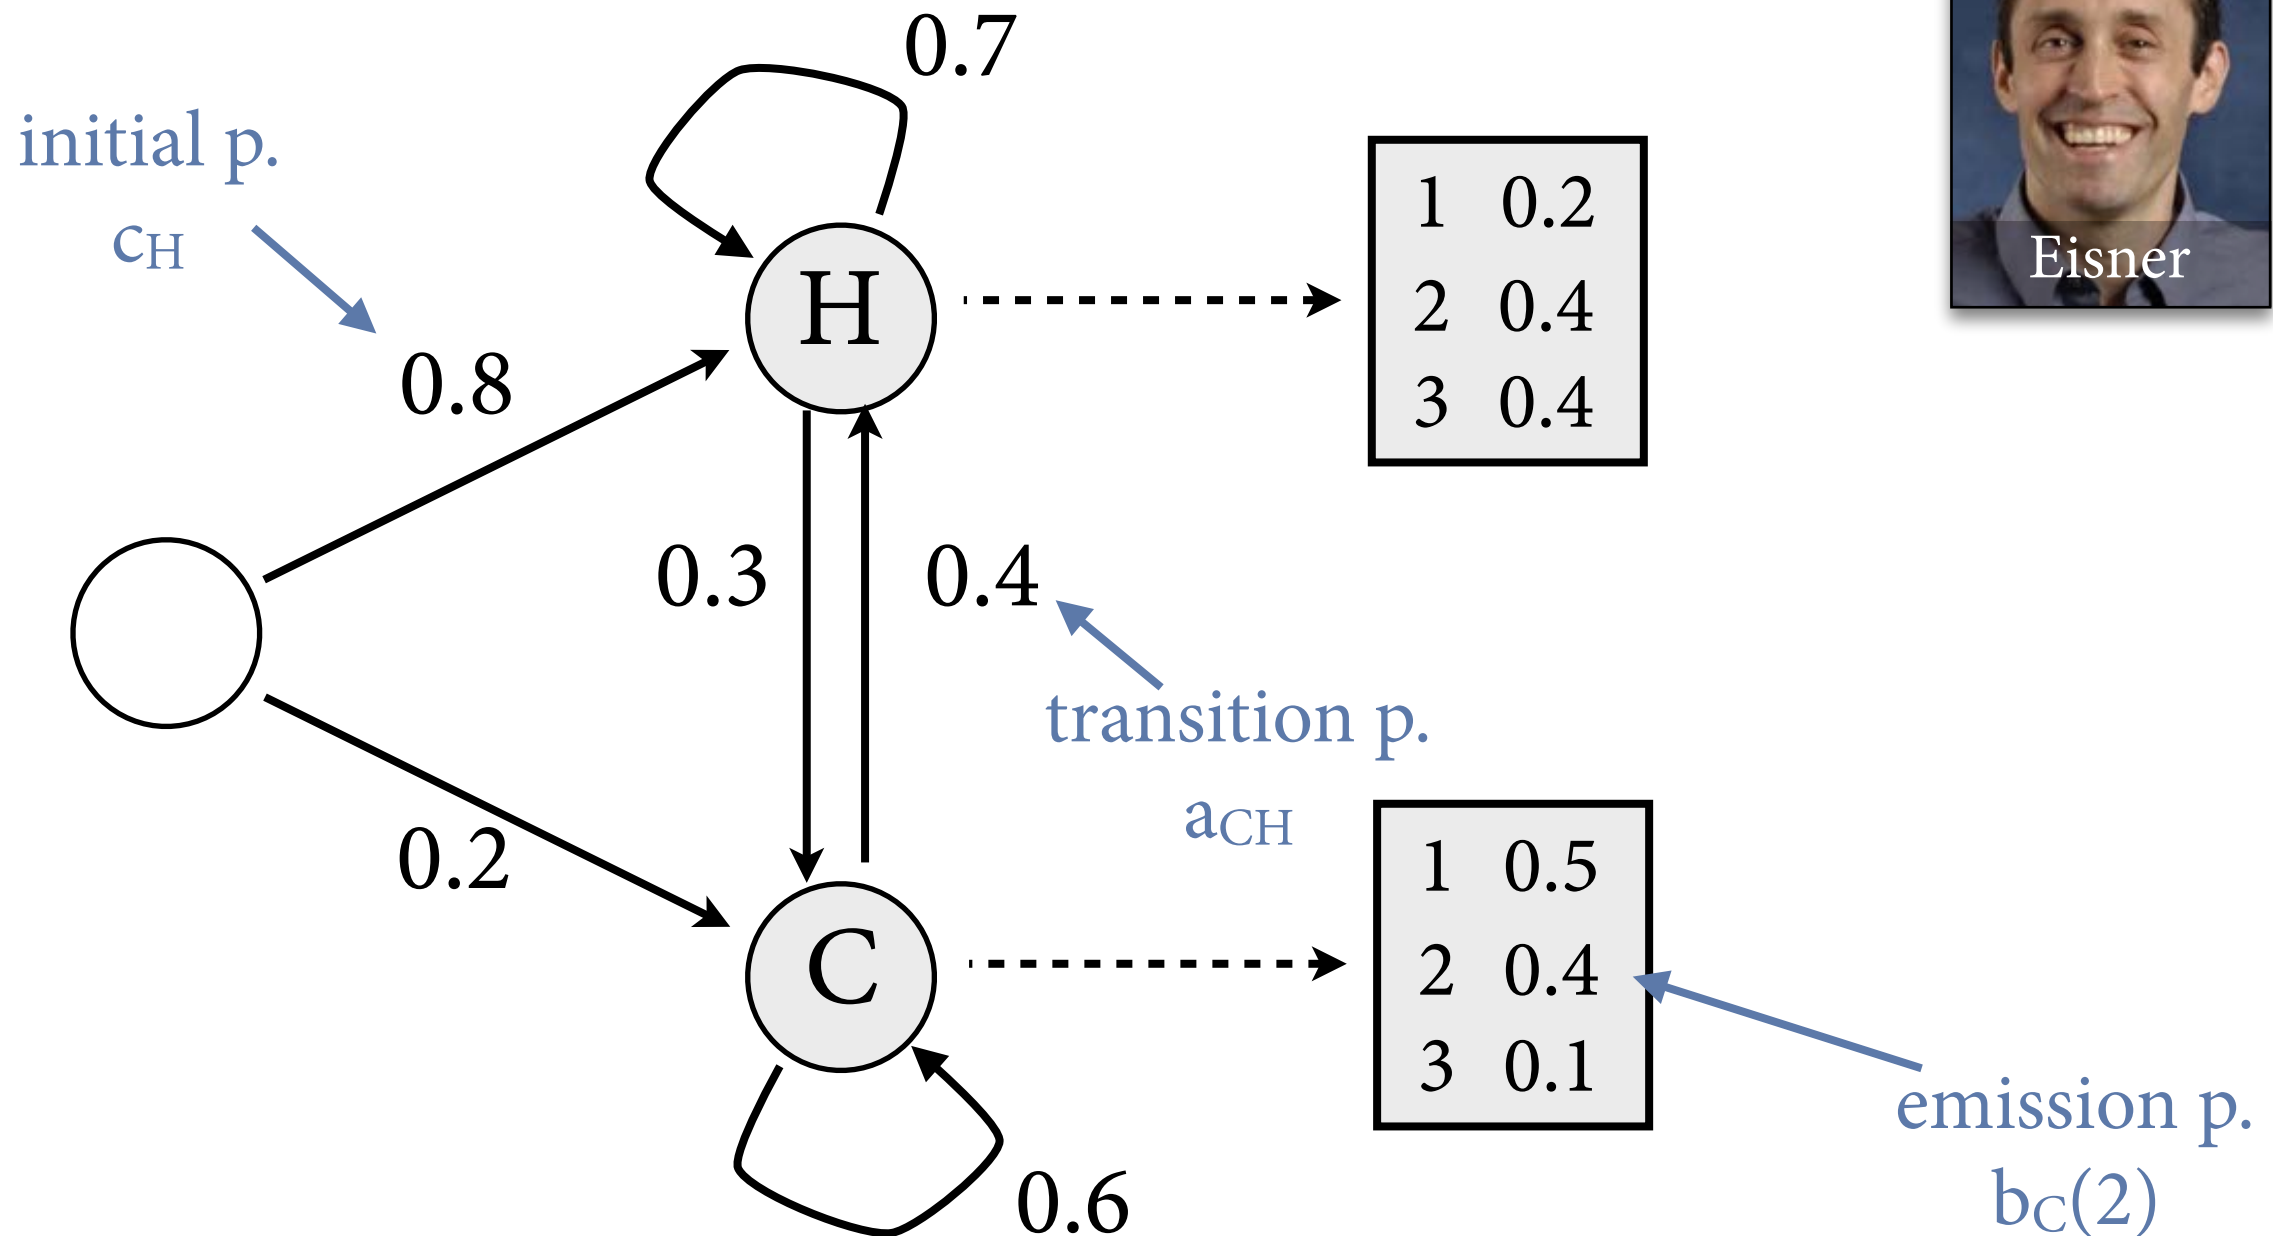 0.7
initial p.
cH
0.8
H
1 0.2
2 0.4
3 0.4
Eisner
0.3
0.4
transition p.
aCH
0.2
C
1 0.5
2 0.4
3 0.1
emission p.
bC(2)
0.6